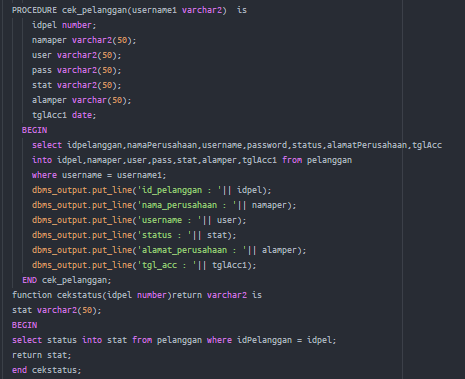 PROCEDURE cek_pelanggan(username1 varchar2)  is
idpel number;
namaper varchar2(50);
user varchar2(50);
pass varchar2(50);
stat varchar2(50);
alamper varchar(50);
tglAcc1 date;
BEGIN
select idpelanggan,namaPerusahaan,username,password,status,alamatPerusahaan,tglAcc
into idpel,namaper,user,pass,stat,alamper,tglAcc1 from pelanggan
where username = username1;
dbms_output.put_line('id_pelanggan : '|| idpel);
dbms_output.put_line('nama_perusahaan : '|| namaper);
dbms_output.put_line('username : '|| user);
dbms_output.put_line('status : '|| stat);
dbms_output.put_line('alamat_perusahaan : '|| alamper);
dbms_output.put_line('tgl_acc : '|| tglAcc1);
END cek_pelanggan;
function cekstatus(idpel number)return varchar2 is
stat varchar2(50);
BEGIN
select status into stat from pelanggan where idPelanggan = idpel;
return stat;
end cekstatus;